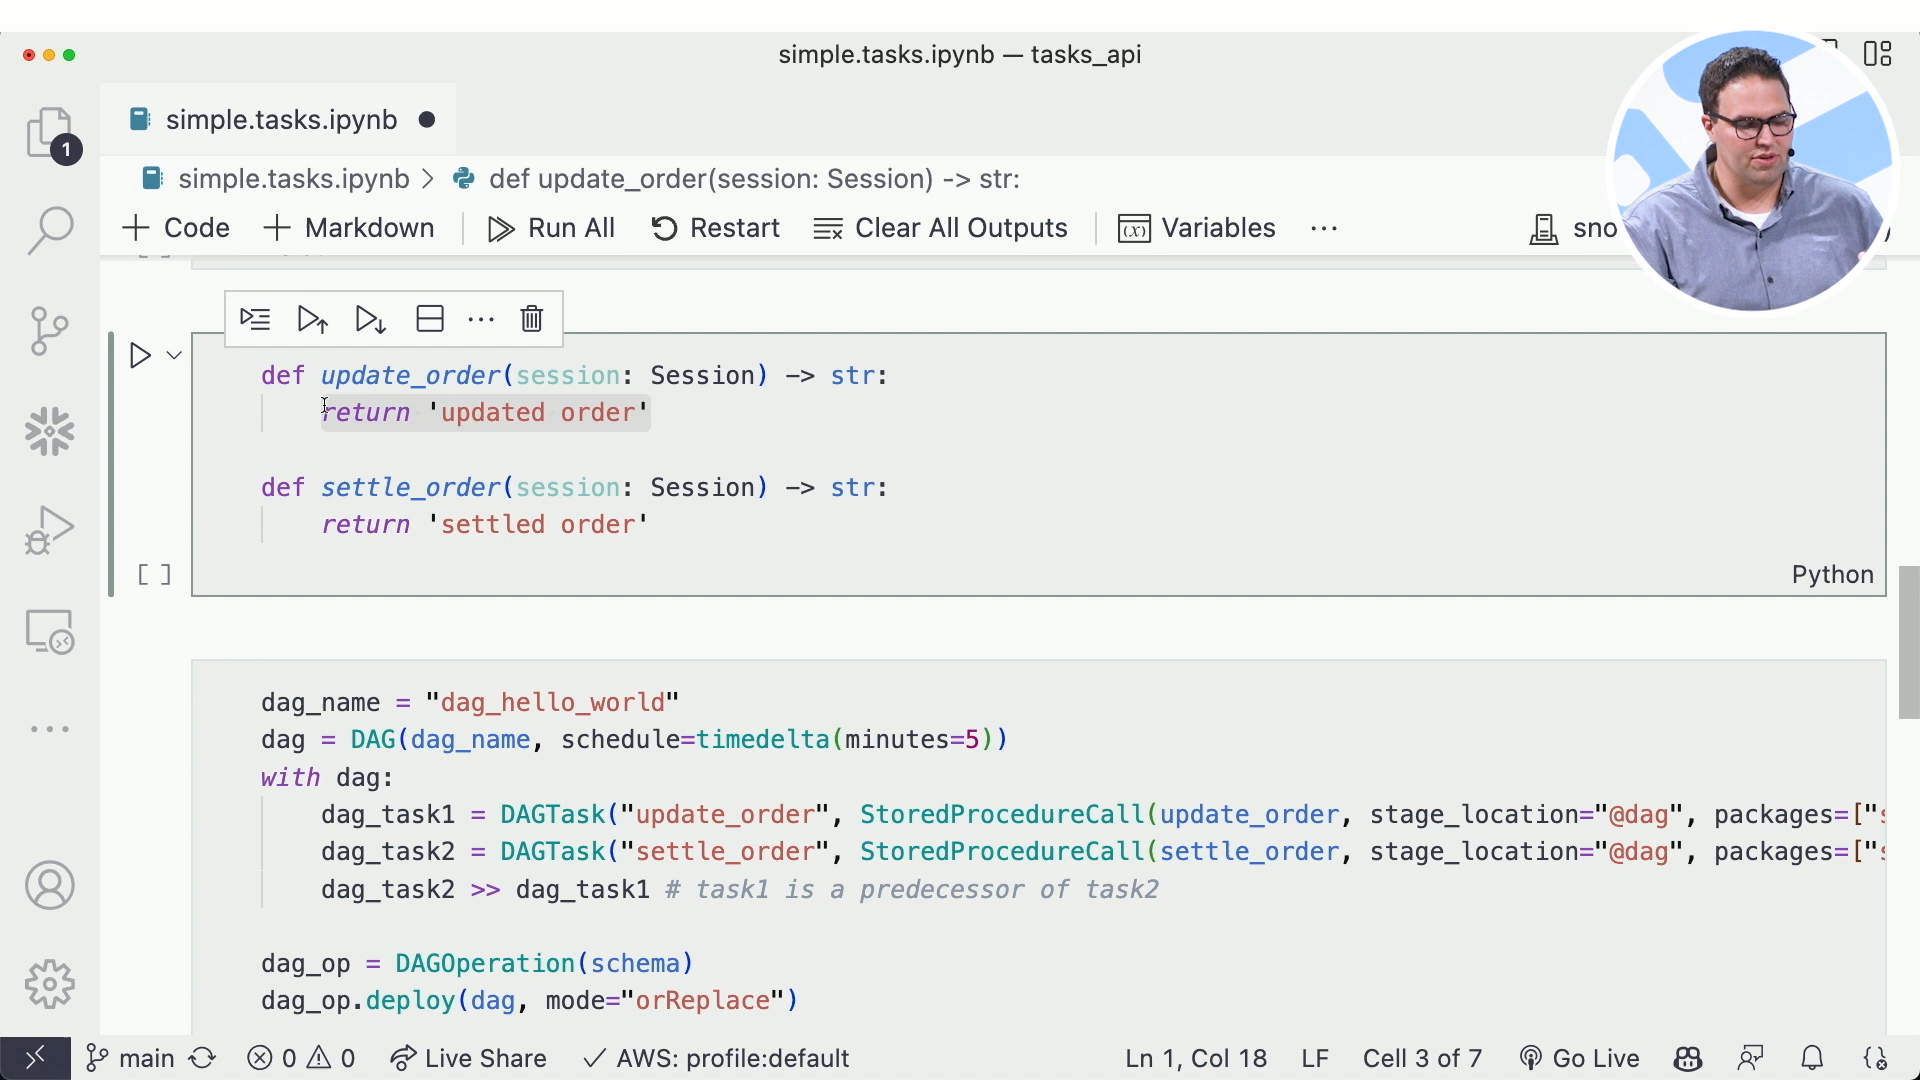 simple.tasks.ipynb — tasks_api
simple.tasks.ipynb
1
simple.tasks.ipynb > def update_order(session: Session) -> str:
Code Markdown Run All Restart Clear All Outputs Variables ... sno
def update_order(session: Session) -> str:
return 'updated order'
def settle_order(session: Session) -> str:
return 'settled order'
[ ] Python
dag_name = "dag_hello_world"
dag = DAG(dag_name, schedule=timedelta(minutes=5))
with dag:
dag_task1 = DAGTask("update_order", StoredProcedureCall(update_order, stage_location="@dag", packages=["s
dag_task2 = DAGTask("settle_order", StoredProcedureCall(settle_order, stage_location="@dag", packages=["s
dag_task2 >> dag_task1 # task1 is a predecessor of task2
dag_op = DAGOperation(schema)
dag_op.deploy(dag, mode="orReplace")
main 0 0 Live Share AWS: profile:default Ln 1, Col 18 LF Cell 3 of 7 Go Live